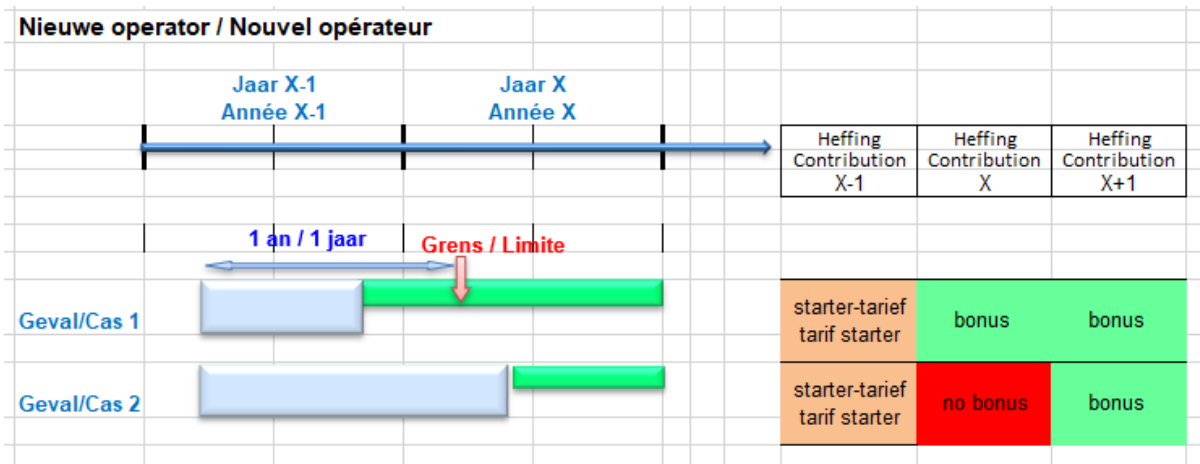 Nieuwe operator / Nouvel opérateur
Jaar X-1
Année X-1
Jaar X
Année X
Heffing
Contribution
X-1
Heffing
Contribution
X
Heffing
Contribution
X+1
1 an / 1 jaar
Grens / Limite
Geval/Cas 1
starter-tarief
tarif starter
bonus
bonus
Geval/Cas 2
starter-tarief
tarif starter
no bonus
bonus